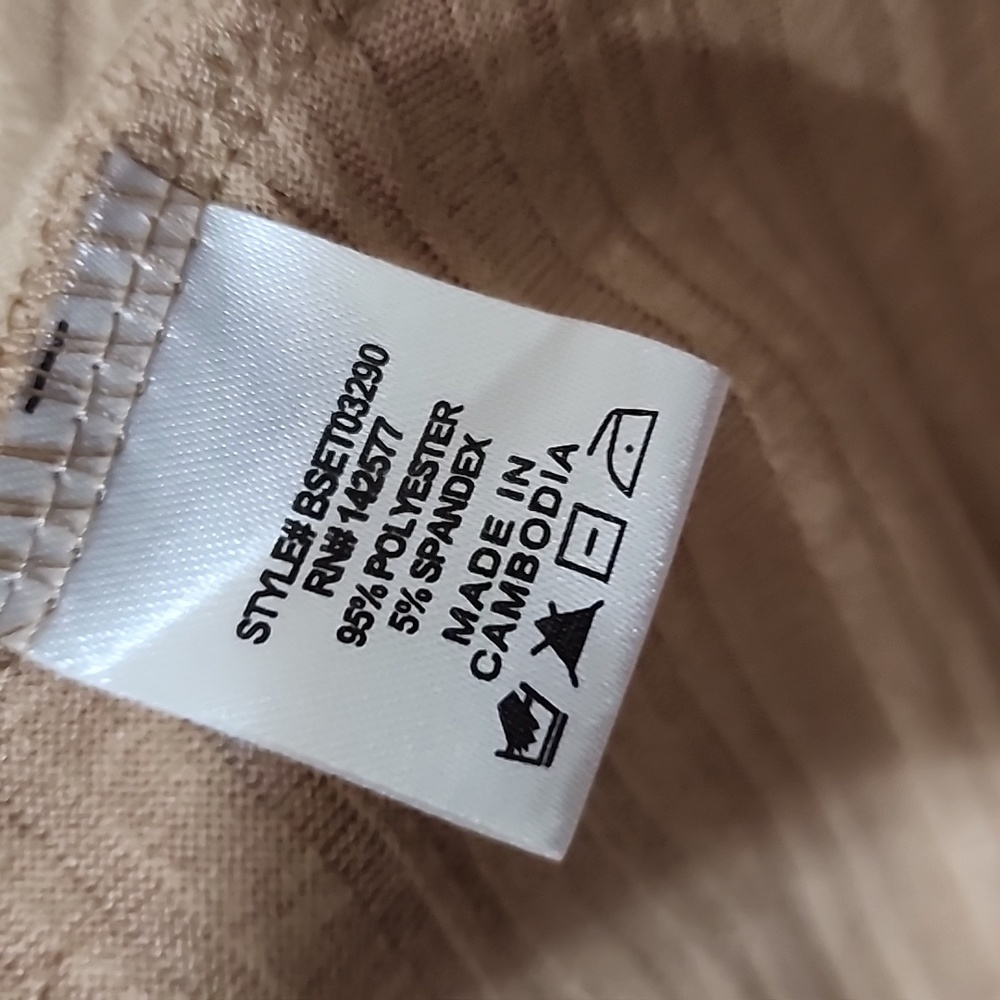 STYLE# BSET03290
RN# 142577
95% POLYESTER
5% SPANDEX
MADE IN
CAMBODIA